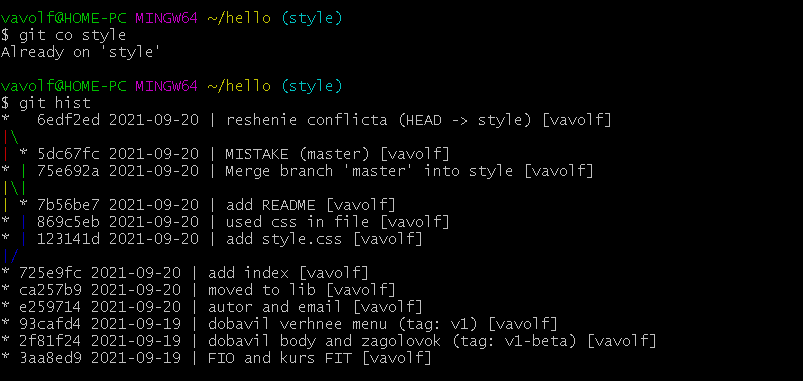 vavolf@HOME-PC MINGW64 ~/hello (style)
$ git co style
Already on 'style'

vavolf@HOME-PC MINGW64 ~/hello (style)
$ git hist
*   6edf2ed 2021-09-20 | reshenie conflicta (HEAD -> style) [vavolf]
|\
| * 5dc67fc 2021-09-20 | MISTAKE (master) [vavolf]
* | 75e692a 2021-09-20 | Merge branch 'master' into style [vavolf]
|\|
| * 7b56be7 2021-09-20 | add README [vavolf]
* | 869c5eb 2021-09-20 | used css in file [vavolf]
* | 123141d 2021-09-20 | add style.css [vavolf]
|/
* 725e9fc 2021-09-20 | add index [vavolf]
* ca257b9 2021-09-20 | moved to lib [vavolf]
* e259714 2021-09-20 | autor and email [vavolf]
* 93cafd4 2021-09-19 | dobavil verhnee menu (tag: v1) [vavolf]
* 2f81f24 2021-09-19 | dobavil body and zagolovok (tag: v1-beta) [vavolf]
* 3aa8ed9 2021-09-19 | FIO and kurs FIT [vavolf]